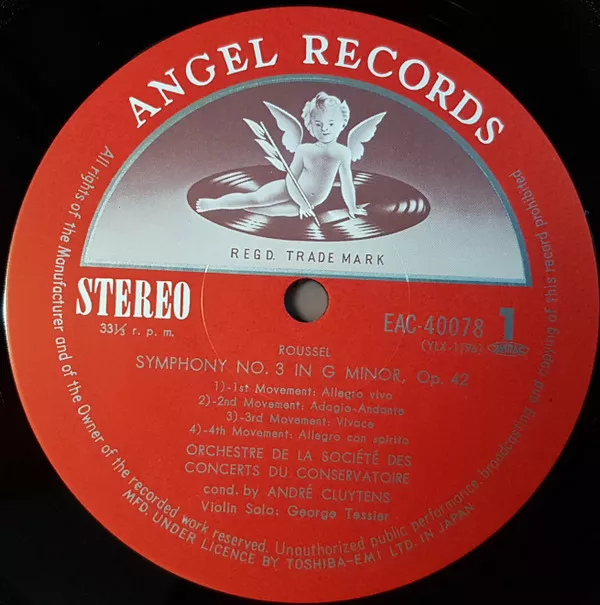 ANGEL RECORDS
REGD. TRADE MARK
STEREO
33⅓ r. p. m.
EAC-40078 1
(YLX-1196)
ROUSSEL
SYMPHONY NO. 3 IN G MINOR, Op. 42
1)-1st Movement: Allegro vivo
2)-2nd Movement: Adagio-Andante
3)-3rd Movement: Vivace
4)-4th Movement: Allegro con spirito
ORCHESTRE DE LA SOCIÉTÉ DES
CONCERTS DU CONSERVATOIRE
cond. by ANDRÉ CLUYTENS
Violin Solo: George Tessier
All rights of the Manufacturer and of the Owner of the recorded work reserved. Unauthorized public performance, broadcasting and copying of this record prohibited
MFD. UNDER LICENCE BY TOSHIBA-EMI LTD. IN JAPAN